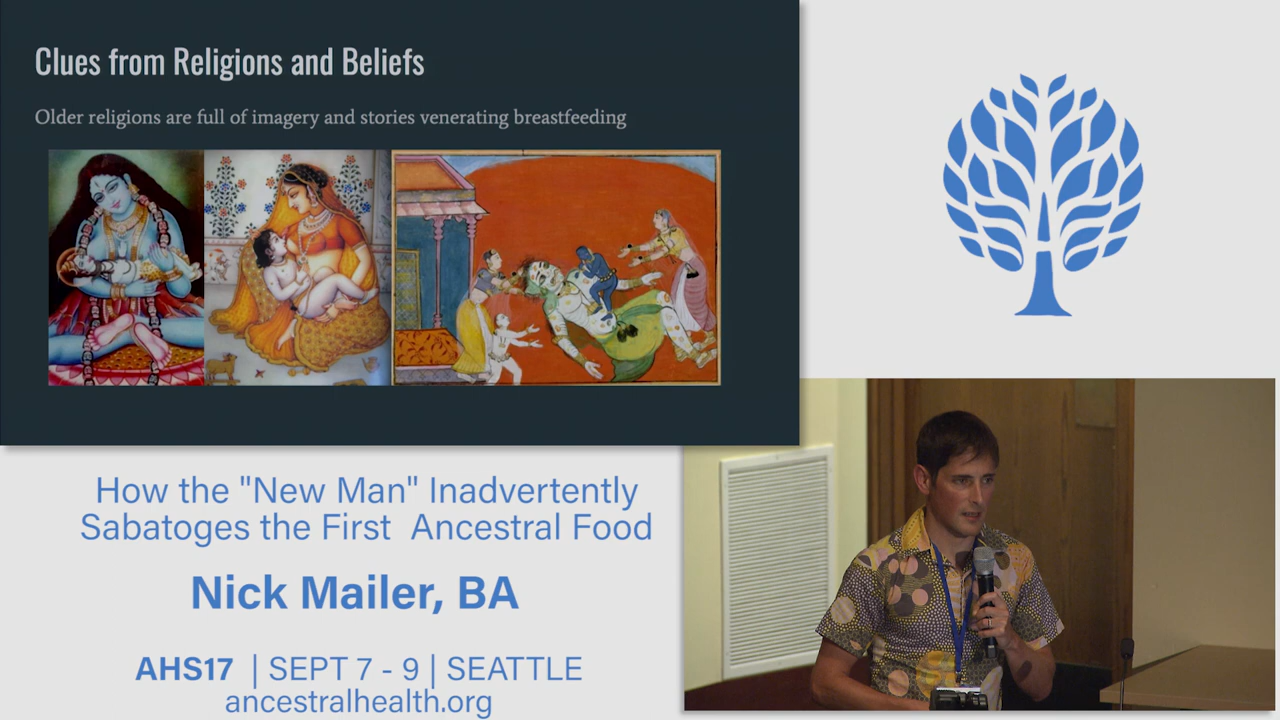 Clues from Religions and Beliefs
Older religions are full of imagery and stories venerating breastfeeding
How the "New Man" Inadvertently
Sabatoges the First Ancestral Food
Nick Mailer, BA
AHS17 | SEPT 7 - 9 | SEATTLE
ancestralhealth.org